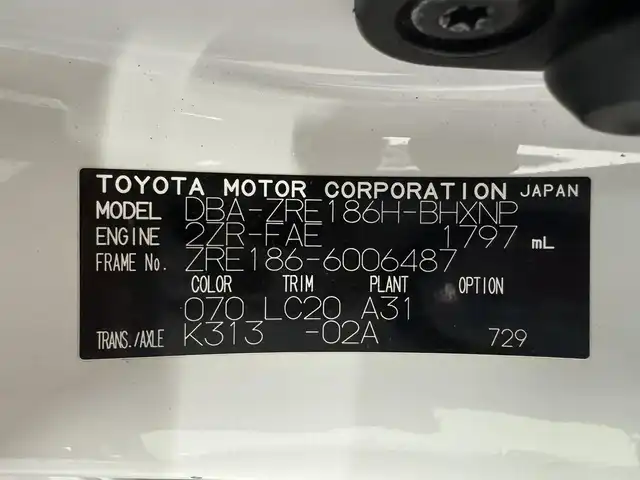 TOYOTA MOTOR CORPORATION JAPAN
MODEL DBA-ZRE186H-BHXNP
ENGINE 2ZR-FAE 1797 mL
FRAME No. ZRE186-6006487
COLOR TRIM PLANT OPTION
070 LC20 A31
TRANS./AXLE K313 -02A 729